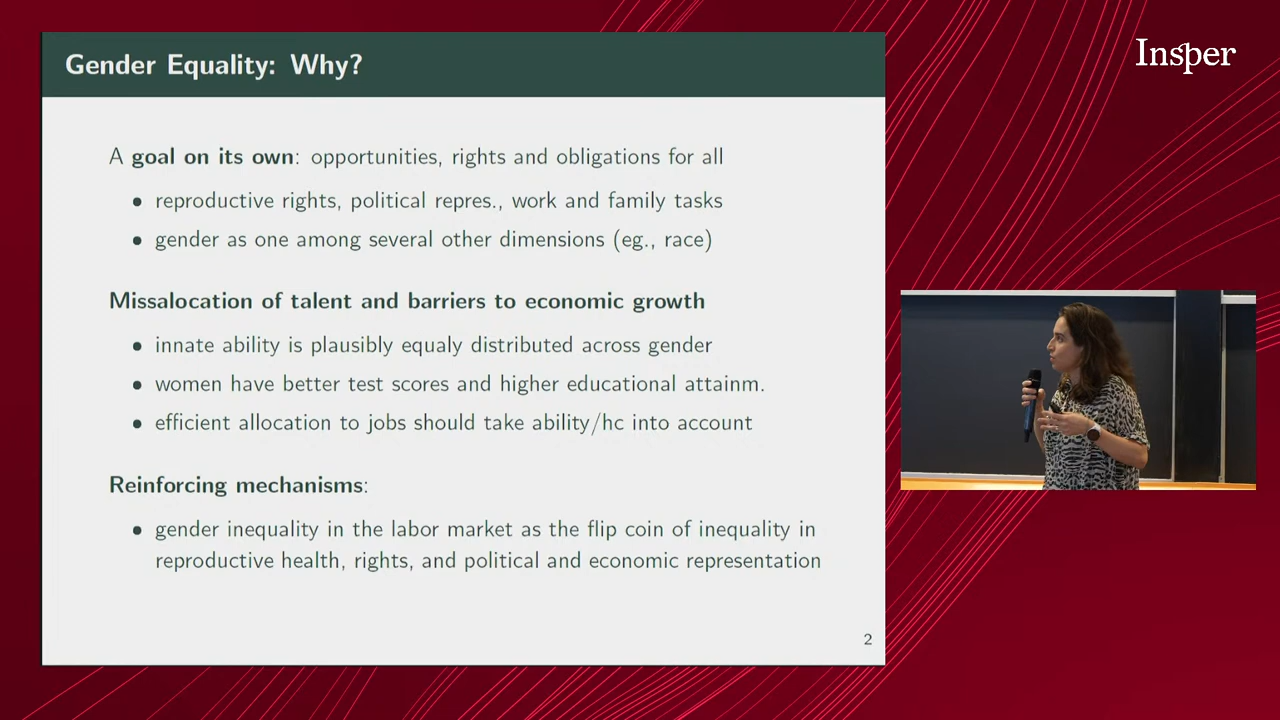 Insper
Gender Equality: Why?
A goal on its own: opportunities, rights and obligations for all
• reproductive rights, political repres., work and family tasks
• gender as one among several other dimensions (eg., race)
Missalocation of talent and barriers to economic growth
• innate ability is plausibly equaly distributed across gender
• women have better test scores and higher educational attainm.
• efficient allocation to jobs should take ability/hc into account
Reinforcing mechanisms:
• gender inequality in the labor market as the flip coin of inequality in
reproductive health, rights, and political and economic representation
2